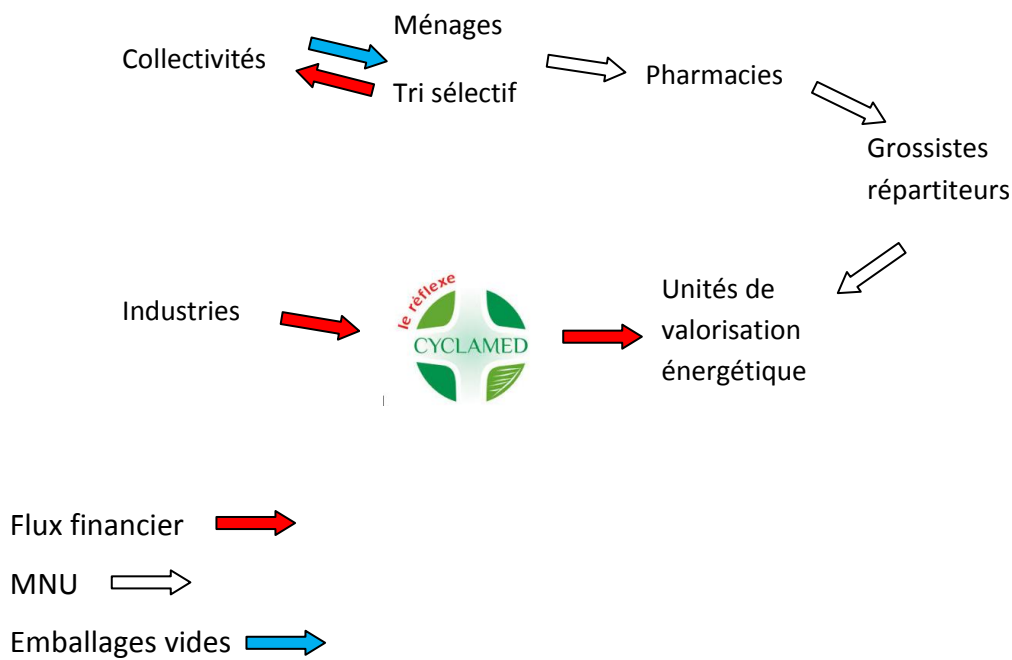 Ménages
Collectivités
Tri sélectif
Pharmacies
Grossistes
répartiteurs
Industries
le réflexe
CYCLAMED
Unités de
valorisation
énergétique
Flux financier
MNU
Emballages vides